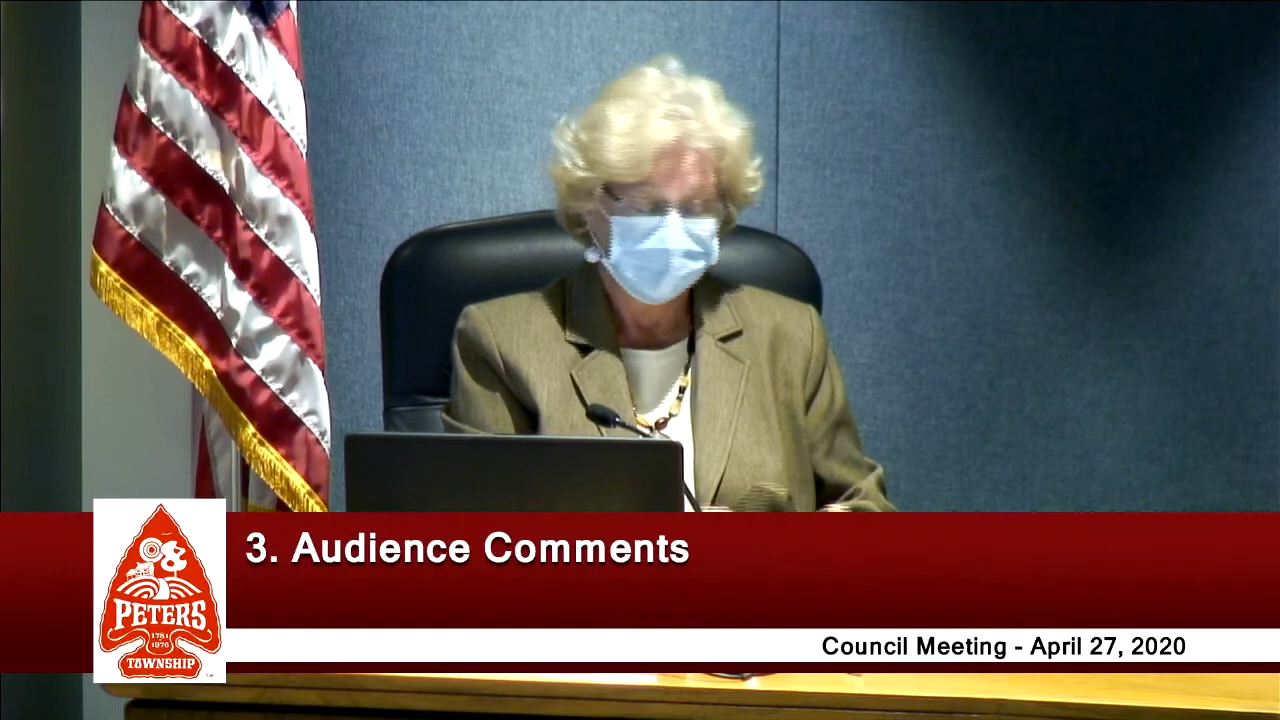 3. Audience Comments
PETERS
1781
1976
TOWNSHIP
Council Meeting - April 27, 2020